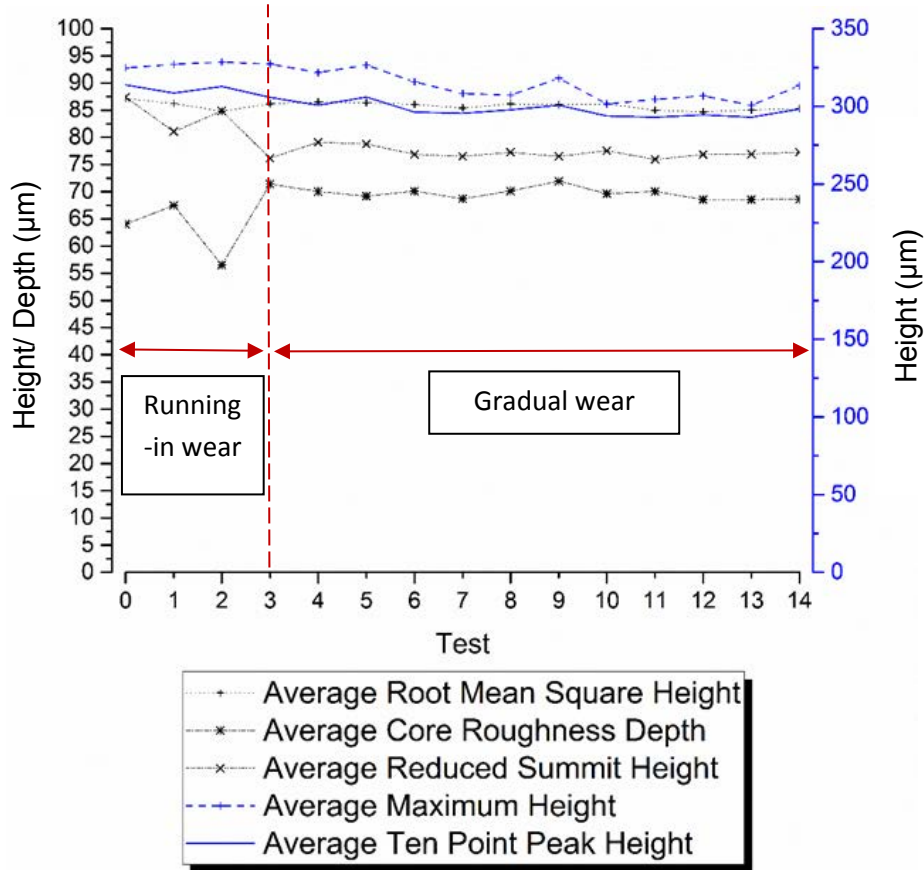 100
95
90
85
80
75
70
65
60
55
50
45
40
35
30
25
20
15
10
5
0
Height/ Depth (µm)
350
300
250
200
150
100
50
0
Height (µm)
Running
-in wear
Gradual wear
0 1 2 3 4 5 6 7 8 9 10 11 12 13 14
Test
Average Root Mean Square Height
Average Core Roughness Depth
Average Reduced Summit Height
Average Maximum Height
Average Ten Point Peak Height